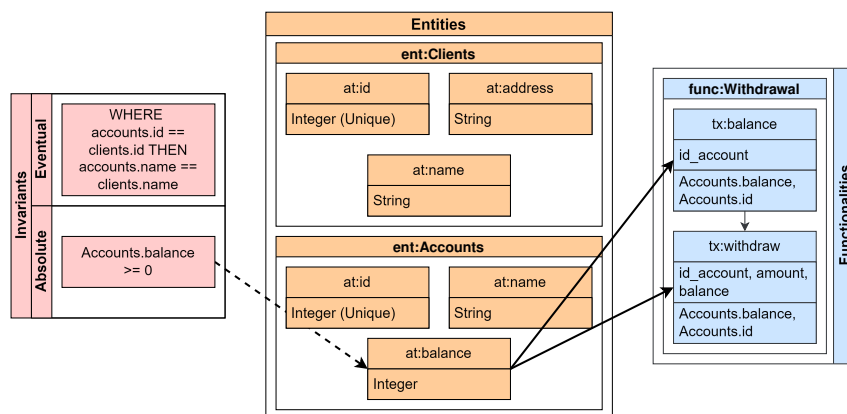 Invariants
Eventual
WHERE
accounts.id ==
clients.id THEN
accounts.name ==
clients.name
Absolute
Accounts.balance
>= 0
Entities
ent:Clients
at:id
Integer (Unique)
at:address
String
at:name
String
ent:Accounts
at:id
Integer (Unique)
at:name
String
at:balance
Integer
Functionalities
func:Withdrawal
tx:balance
id_account
Accounts.balance,
Accounts.id
tx:withdraw
id_account, amount,
balance
Accounts.balance,
Accounts.id